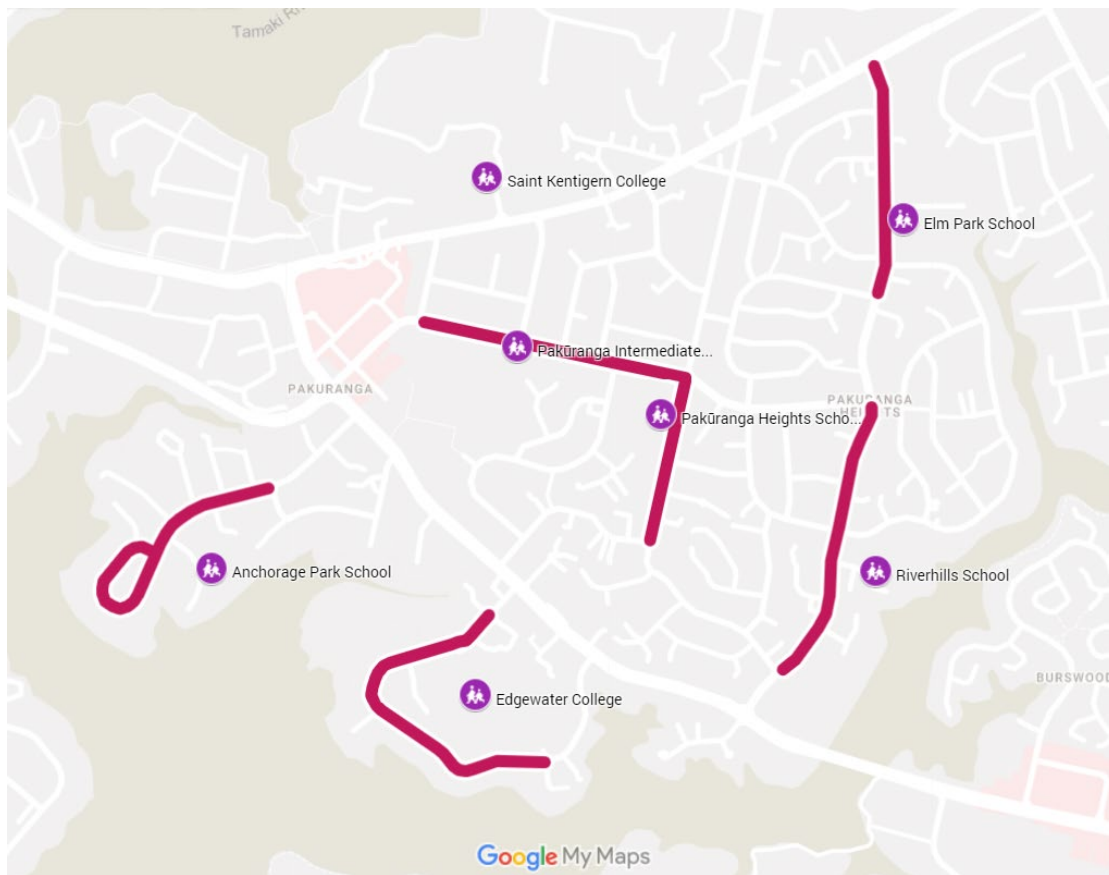 Tamaki Ri
Saint Kentigern College
Elm Park School
Pakūranga Intermediate...
PAKURANGA
PAKURANGA
HEIGHTS
Pakūranga Heights Scho...
Anchorage Park School
Riverhills School
BURSWOOD
Edgewater College
Google My Maps